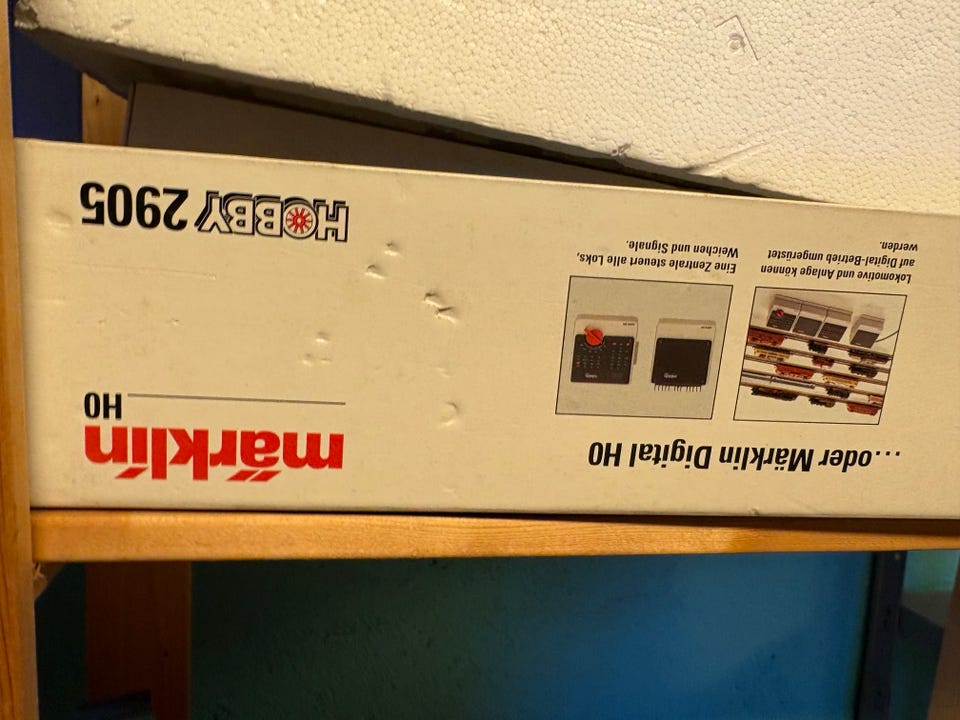 ...oder Märklin Digital H0
Lokomotive und Anlage können
auf Digital-Betrieb umgerüstet
werden.
Eine Zentrale steuert alle Loks,
Weichen und Signale.
märklin
H0
HOBBY 2905